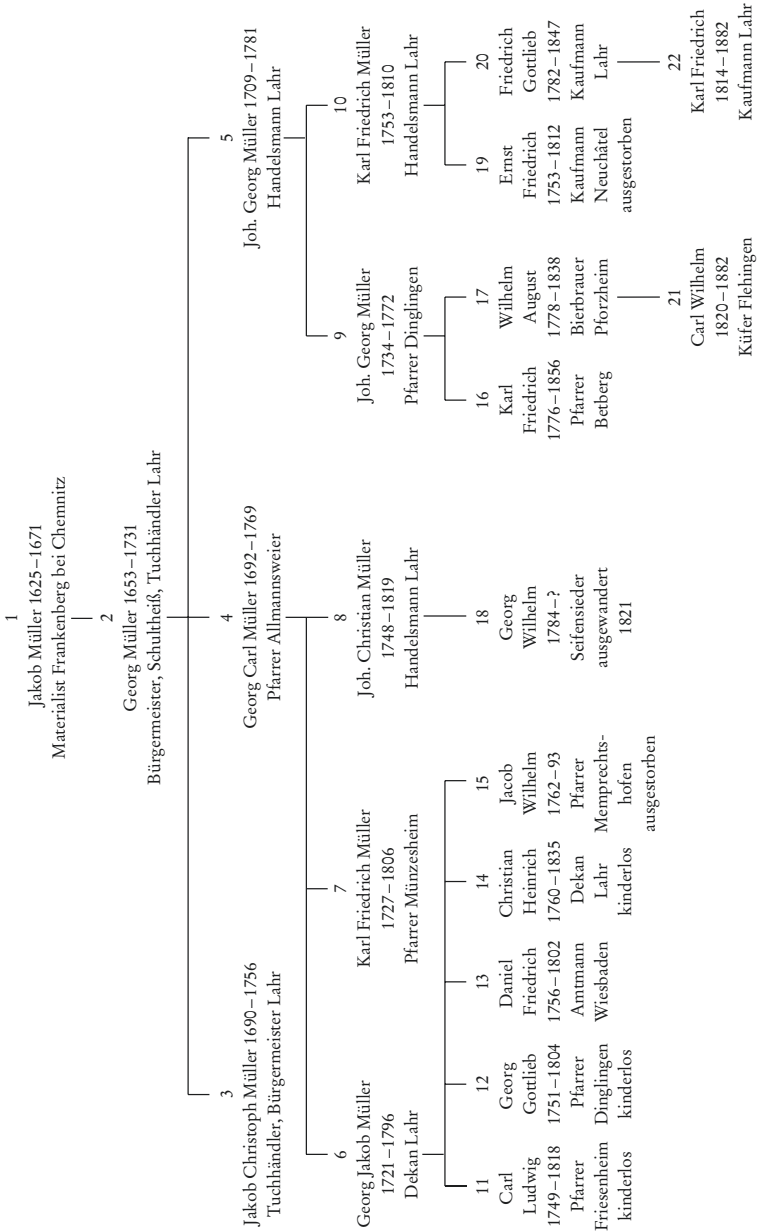 1
Jakob Müller 1625–1671
Materialist Frankenberg bei Chemnitz
2
Georg Müller 1653–1731
Bürgermeister, Schultheiß, Tuchhändler Lahr
3
Jakob Christoph Müller 1690–1756
Tuchhändler, Bürgermeister Lahr
4
Georg Carl Müller 1692–1769
Pfarrer Allmannsweier
5
Joh. Georg Müller 1709–1781
Handelsmann Lahr
6
Georg Jakob Müller
1721–1796
Dekan Lahr
7
Karl Friedrich Müller
1727–1806
Pfarrer Münzesheim
8
Joh. Christian Müller
1748–1819
Handelsmann Lahr
9
Joh. Georg Müller
1734–1772
Pfarrer Dinglingen
10
Karl Friedrich Müller
1753–1810
Handelsmann Lahr
11
Carl
Ludwig
1749–1818
Pfarrer
Friesenheim
kinderlos
12
Georg
Gottlieb
1751–1804
Pfarrer
Dinglingen
kinderlos
13
Daniel
Friedrich
1756–1802
Amtmann
Wiesbaden
14
Christian
Heinrich
1760–1835
Dekan
Lahr
kinderlos
15
Jacob
Wilhelm
1762–93
Pfarrer
Memprechts-
hofen
ausgestorben
18
Georg
Wilhelm
1784–?
Seifensieder
ausgewandert
1821
16
Karl
Friedrich
1776–1856
Pfarrer
Betberg
17
Wilhelm
August
1778–1838
Bierbrauer
Pforzheim
19
Ernst
Friedrich
1753–1812
Kaufmann
Neuchâtel
ausgestorben
20
Friedrich
Gottlieb
1782–1847
Kaufmann
Lahr
21
Carl Wilhelm
1820–1882
Küfer Flehingen
22
Karl Friedrich
1814–1882
Kaufmann Lahr